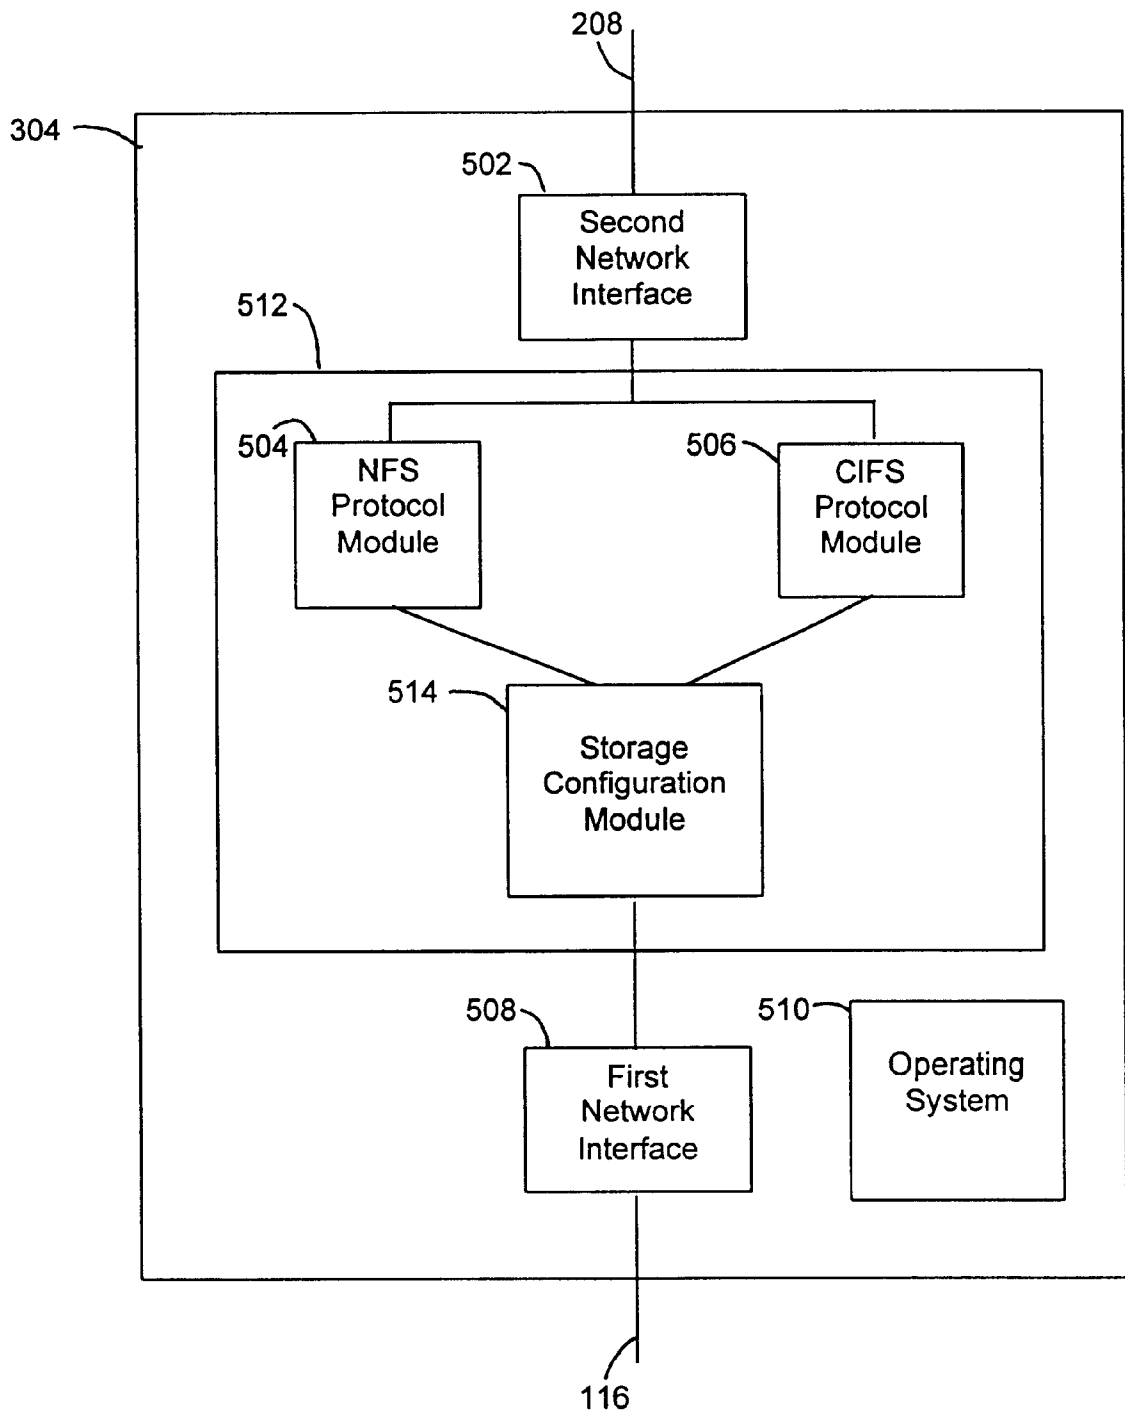 208
304
502
Second
Network
Interface
512
504
NFS
Protocol
Module
506
CIFS
Protocol
Module
514
Storage
Configuration
Module
508
First
Network
Interface
510
Operating
System
116